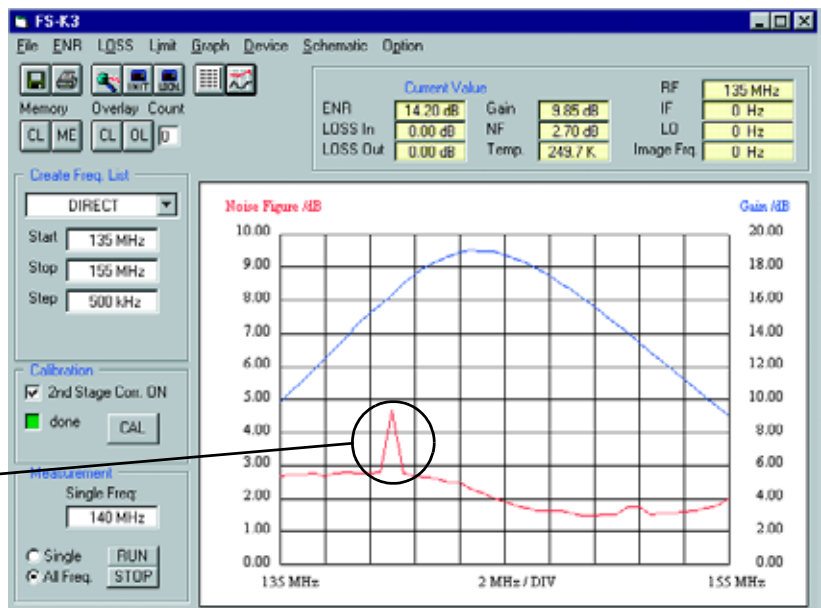 FS-K3
File ENR LOSS Limit Graph Device Schematic Option
EXIT LOCAL
Memory Overlay Count
CL ME CL OL 0
Current Value
ENR 14.20 dB Gain 9.85 dB RF 135 MHz
LOSS In 0.00 dB NF 2.70 dB IF 0 Hz
LOSS Out 0.00 dB Temp. 249.7 K LO 0 Hz
Image Frq. 0 Hz
Create Freq. List
DIRECT
Start 135 MHz
Stop 155 MHz
Step 500 kHz
Calibration
2nd Stage Corr. ON
done CAL
Measurement
Single Freq:
140 MHz
Single RUN
All Freq. STOP
Noise Figure /dB Gain /dB
10.00 20.00
9.00 18.00
8.00 16.00
7.00 14.00
6.00 12.00
5.00 10.00
4.00 8.00
3.00 6.00
2.00 4.00
1.00 2.00
0.00 0.00
135 MHz 2 MHz / DIV 155 MHz